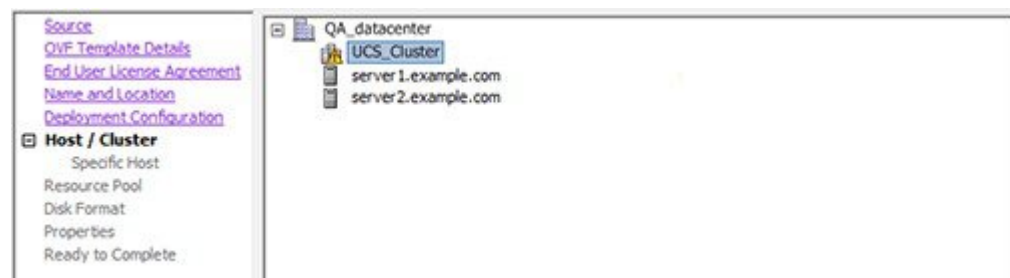 Source
OVF Template Details
End User License Agreement
Name and Location
Deployment Configuration
Host / Cluster
Specific Host
Resource Pool
Disk Format
Properties
Ready to Complete
QA_datacenter
UCS_Cluster
server1.example.com
server2.example.com